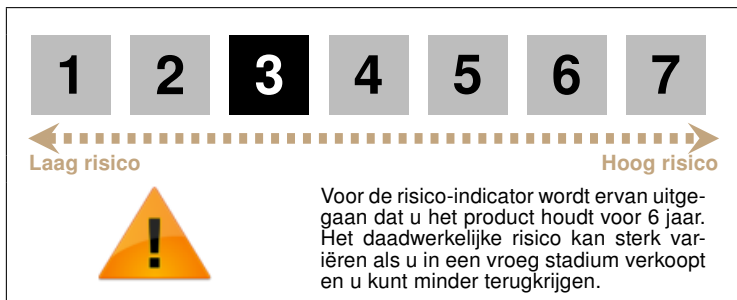 1 2 3 4 5 6 7
Laag risico Hoog risico
!
Voor de risico-indicator wordt ervan uitge-
gaan dat u het product houdt voor 6 jaar.
Het daadwerkelijke risico kan sterk var-
iëren als u in een vroeg stadium verkoopt
en u kunt minder terugkrijgen.